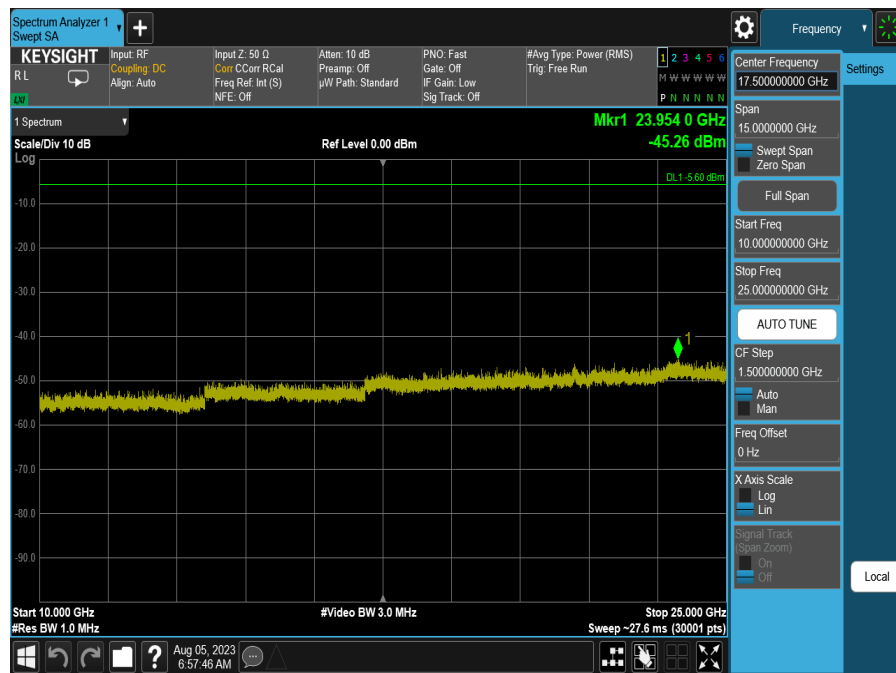 Spectrum Analyzer 1
Swept SA
Frequency
KEYSIGHT
R L
LXI
Input: RF
Coupling: DC
Align: Auto
Input Z: 50 Ω
Corr CCorr RCal
Freq Ref: Int (S)
NFE: Off
Atten: 10 dB
Preamp: Off
µW Path: Standard
PNO: Fast
Gate: Off
IF Gain: Low
Sig Track: Off
#Avg Type: Power (RMS)
Trig: Free Run
1 2 3 4 5 6
M W W W W W
P N N N N N
1 Spectrum
Mkr1 23.954 0 GHz
Scale/Div 10 dB
Ref Level 0.00 dBm
-45.26 dBm
Log
DL1 -5.60 dBm
-10.0
-20.0
-30.0
-40.0
1
-50.0
-60.0
-70.0
-80.0
-90.0
Start 10.000 GHz
#Video BW 3.0 MHz
Stop 25.000 GHz
#Res BW 1.0 MHz
Sweep ~27.6 ms (30001 pts)
Aug 05, 2023
6:57:46 AM
?
Center Frequency
17.500000000 GHz
Settings
Span
15.0000000 GHz
Swept Span
Zero Span
Full Span
Start Freq
10.000000000 GHz
Stop Freq
25.000000000 GHz
AUTO TUNE
CF Step
1.500000000 GHz
Auto
Man
Freq Offset
0 Hz
X Axis Scale
Log
Lin
Signal Track
(Span Zoom)
On
Off
Local